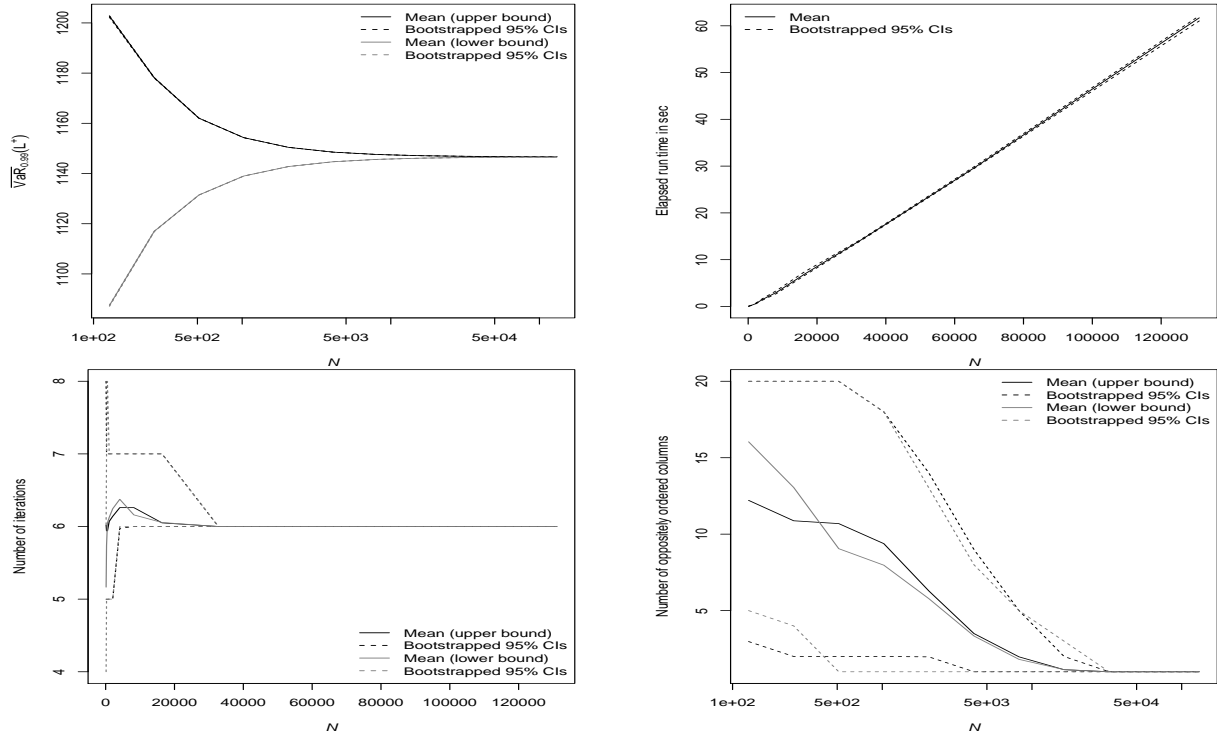 Mean (upper bound)
Bootstrapped 95% CIs
Mean (lower bound)
Bootstrapped 95% CIs
1200
1180
1160
1140
1120
1100
VaR0.99(L+)
1e+02
5e+02
5e+03
5e+04
N
Mean
Bootstrapped 95% CIs
60
50
40
30
20
10
0
Elapsed run time in sec
0
20000
40000
60000
80000
100000
120000
N
8
7
6
5
4
Number of iterations
Mean (upper bound)
Bootstrapped 95% CIs
Mean (lower bound)
Bootstrapped 95% CIs
0
20000
40000
60000
80000
100000
120000
N
Mean (upper bound)
Bootstrapped 95% CIs
Mean (lower bound)
Bootstrapped 95% CIs
20
15
10
5
Number of oppositely ordered columns
1e+02
5e+02
5e+03
5e+04
N